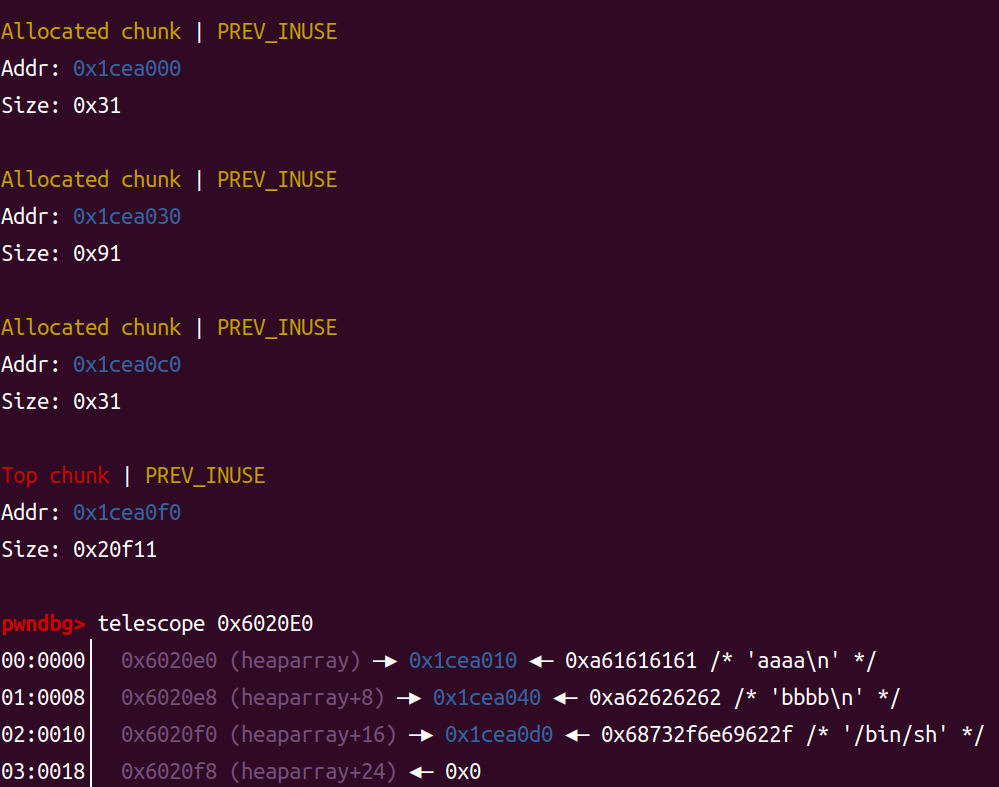 Allocated chunk | PREV_INUSE
Addr: 0x1cea000
Size: 0x31
Allocated chunk | PREV_INUSE
Addr: 0x1cea030
Size: 0x91
Allocated chunk | PREV_INUSE
Addr: 0x1cea0c0
Size: 0x31
Top chunk | PREV_INUSE
Addr: 0x1cea0f0
Size: 0x20f11
pwndbg> telescope 0x6020E0
00:0000│ 0x6020e0 (heaparray) —▸ 0x1cea010 ◂— 0xa61616161 /* 'aaaa\n' */
01:0008│ 0x6020e8 (heaparray+8) —▸ 0x1cea040 ◂— 0xa62626262 /* 'bbbb\n' */
02:0010│ 0x6020f0 (heaparray+16) —▸ 0x1cea0d0 ◂— 0x68732f6e69622f /* '/bin/sh' */
03:0018│ 0x6020f8 (heaparray+24) ◂— 0x0